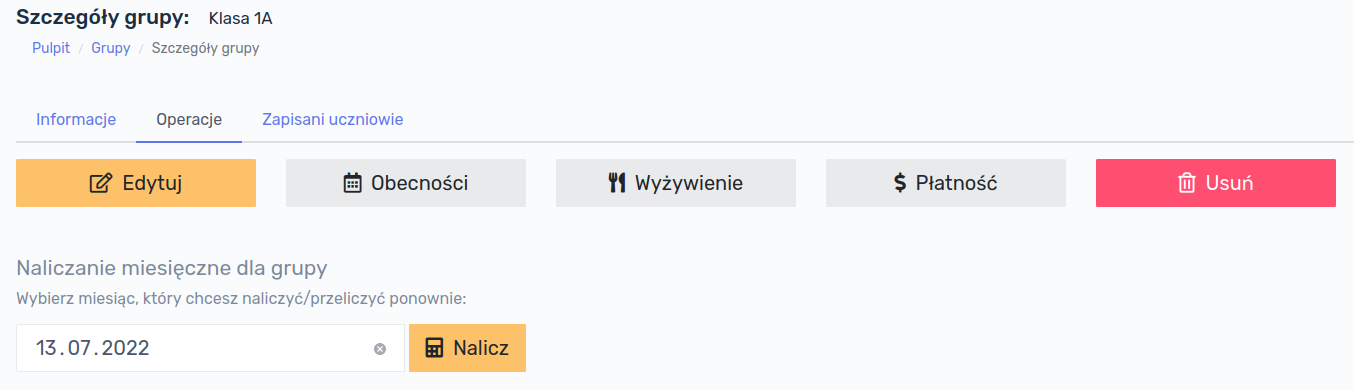 Szczegóły grupy: Klasa 1A
Pulpit / Grupy / Szczegóły grupy
Informacje Operacje Zapisani uczniowie
Edytuj Obecności Wyżywienie $ Płatność Usuń
Naliczanie miesięczne dla grupy
Wybierz miesiąc, który chcesz naliczyć/przeliczyć ponownie:
13.07.2022 Nalicz